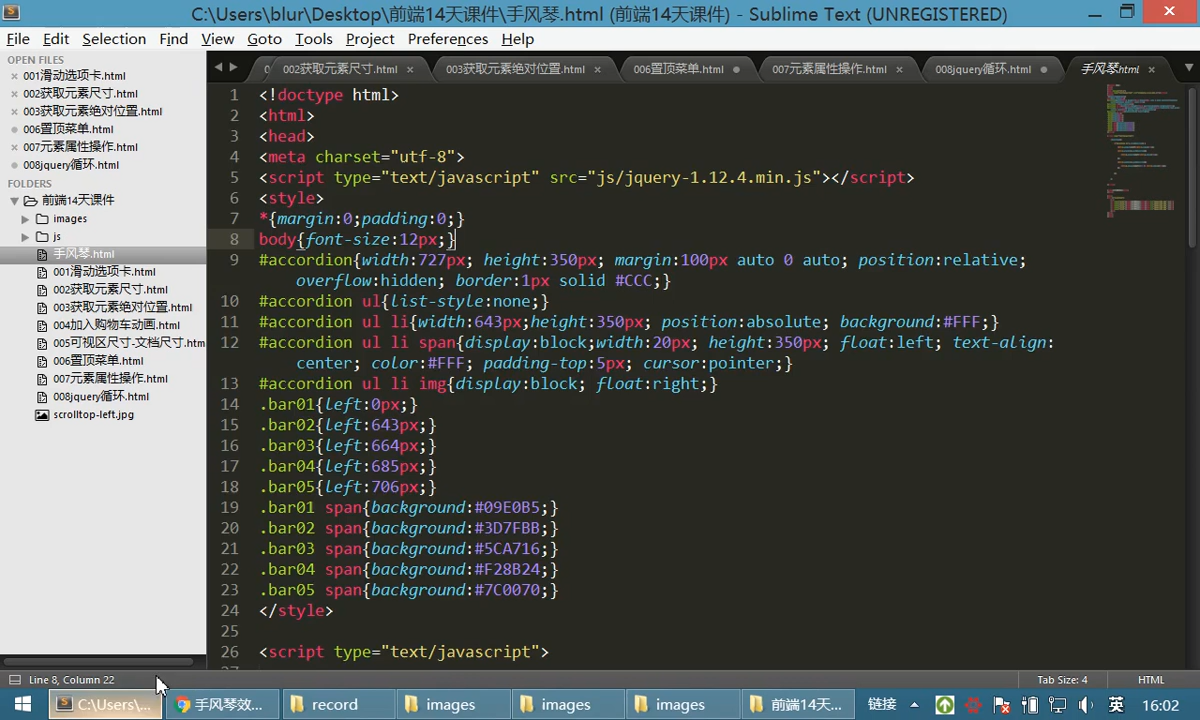 C:\Users\blur\Desktop\前端14天课件\手风琴.html (前端14天课件) - Sublime Text (UNREGISTERED)
File Edit Selection Find View Goto Tools Project Preferences Help
OPEN FILES
001滑动选项卡.html
002获取元素尺寸.html
003获取元素绝对位置.html
006置顶菜单.html
007元素属性操作.html
008jquery循环.html
FOLDERS
前端14天课件
images
js
手风琴.html
001滑动选项卡.html
002获取元素尺寸.html
003获取元素绝对位置.html
004加入购物车动画.html
005可视区尺寸-文档尺寸.htm
006置顶菜单.html
007元素属性操作.html
008jquery循环.html
scrolltop-left.jpg
002获取元素尺寸.html 003获取元素绝对位置.html 006置顶菜单.html 007元素属性操作.html 008jquery循环.html 手风琴.html
1 <!doctype html>
2 <html>
3 <head>
4 <meta charset="utf-8">
5 <script type="text/javascript" src="js/jquery-1.12.4.min.js"></script>
6 <style>
7 *{margin:0;padding:0;}
8 body{font-size:12px;}
9 #accordion{width:727px; height:350px; margin:100px auto 0 auto; position:relative;
overflow:hidden; border:1px solid #CCC;}
10 #accordion ul{list-style:none;}
11 #accordion ul li{width:643px;height:350px; position:absolute; background:#FFF;}
12 #accordion ul li span{display:block;width:20px; height:350px; float:left; text-align:
center; color:#FFF; padding-top:5px; cursor:pointer;}
13 #accordion ul li img{display:block; float:right;}
14 .bar01{left:0px;}
15 .bar02{left:643px;}
16 .bar03{left:664px;}
17 .bar04{left:685px;}
18 .bar05{left:706px;}
19 .bar01 span{background:#09E0B5;}
20 .bar02 span{background:#3D7FBB;}
21 .bar03 span{background:#5CA716;}
22 .bar04 span{background:#F28B24;}
23 .bar05 span{background:#7C0070;}
24 </style>
25
26 <script type="text/javascript">
Line 8, Column 22 Tab Size: 4 HTML
C:\Users\... 手风琴效... record images images images 前端14天... 链接 英 16:02